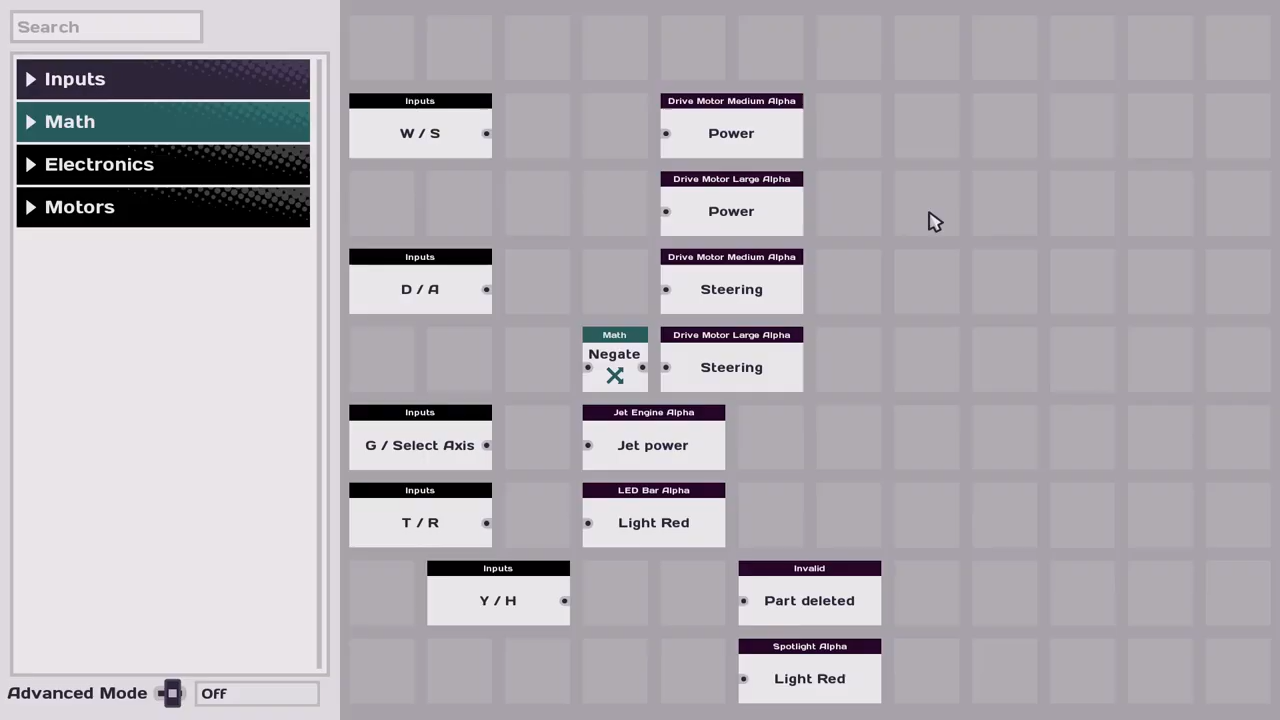 Search
Inputs
Math
Electronics
Motors
Advanced Mode
Off
Inputs
W / S
Drive Motor Medium Alpha
Power
Drive Motor Large Alpha
Power
Inputs
D / A
Drive Motor Medium Alpha
Steering
Math
Negate
Drive Motor Large Alpha
Steering
Inputs
G / Select Axis
Jet Engine Alpha
Jet power
Inputs
T / R
LED Bar Alpha
Light Red
Inputs
Y / H
Invalid
Part deleted
Spotlight Alpha
Light Red